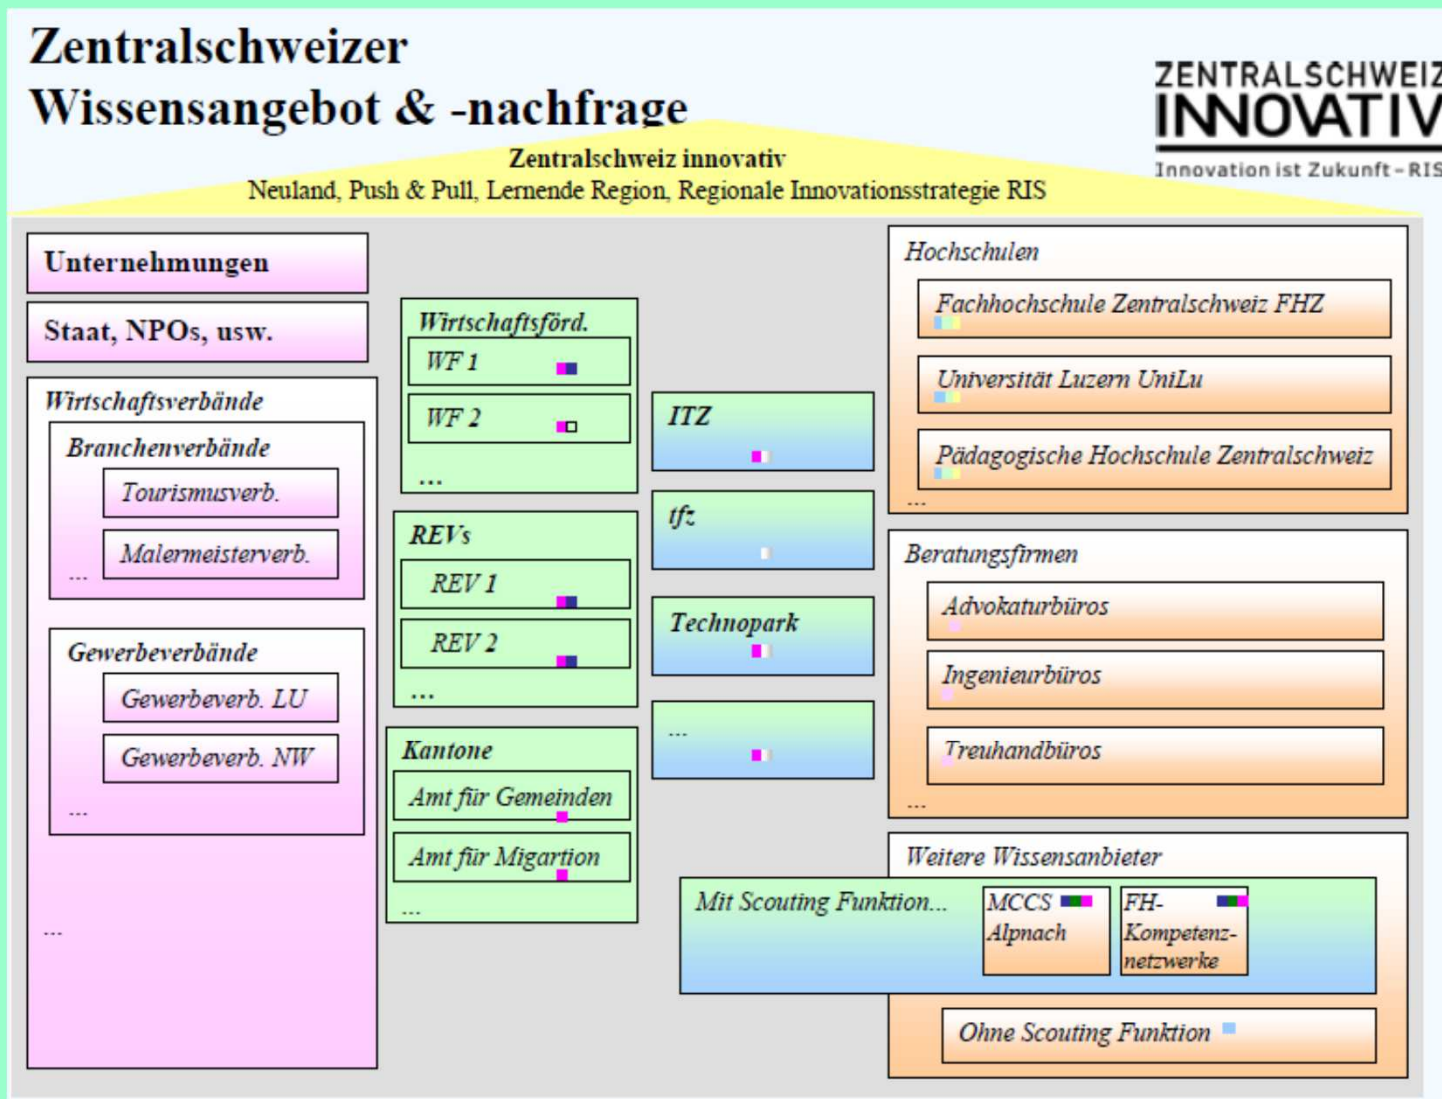 Zentralschweizer
Wissensangebot & -nachfrage
ZENTRALSCHWEIZ
INNOVATIV
Innovation ist Zukunft – RIS
Zentralschweiz innovativ
Neuland, Push & Pull, Lernende Region, Regionale Innovationsstrategie RIS
Unternehmungen
Staat, NPOs, usw.
Wirtschaftsverbände
Branchenverbände
Tourismusverb.
Malermeisterverb.
...
Gewerbeverbände
Gewerbeverb. LU
Gewerbeverb. NW
...
...
Wirtschaftsförd.
WF 1
WF 2
...
REVs
REV 1
REV 2
...
Kantone
Amt für Gemeinden
Amt für Migartion
...
ITZ
tfz
Technopark
...
Hochschulen
Fachhochschule Zentralschweiz FHZ
Universität Luzern UniLu
Pädagogische Hochschule Zentralschweiz
...
Beratungsfirmen
Advokaturbüros
Ingenieurbüros
Treuhandbüros
...
Weitere Wissensanbieter
Mit Scouting Funktion...
MCCS
Alpnach
FH-
Kompetenz-
netzwerke
Ohne Scouting Funktion